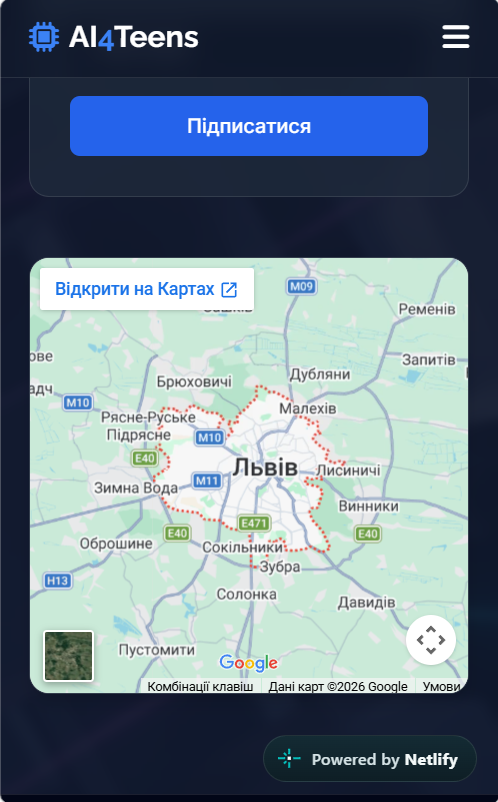 AI4Teens
Підписатися
Відкрити на Картах
M09
Ременів
Запитів
Дубляни
Брюховичі
M10
Малехів
Рясне-Руське
M10
Підрясне
E40
Львів
Лисиничі
M11
Зимна Вода
Винники
E471
E40
E40
Оброшине
Сокільники
Зубра
H13
Солонка
Давидів
Пустомити
Google
Комбінації клавіш
Дані карт ©2026 Google
Умови
Powered by Netlify